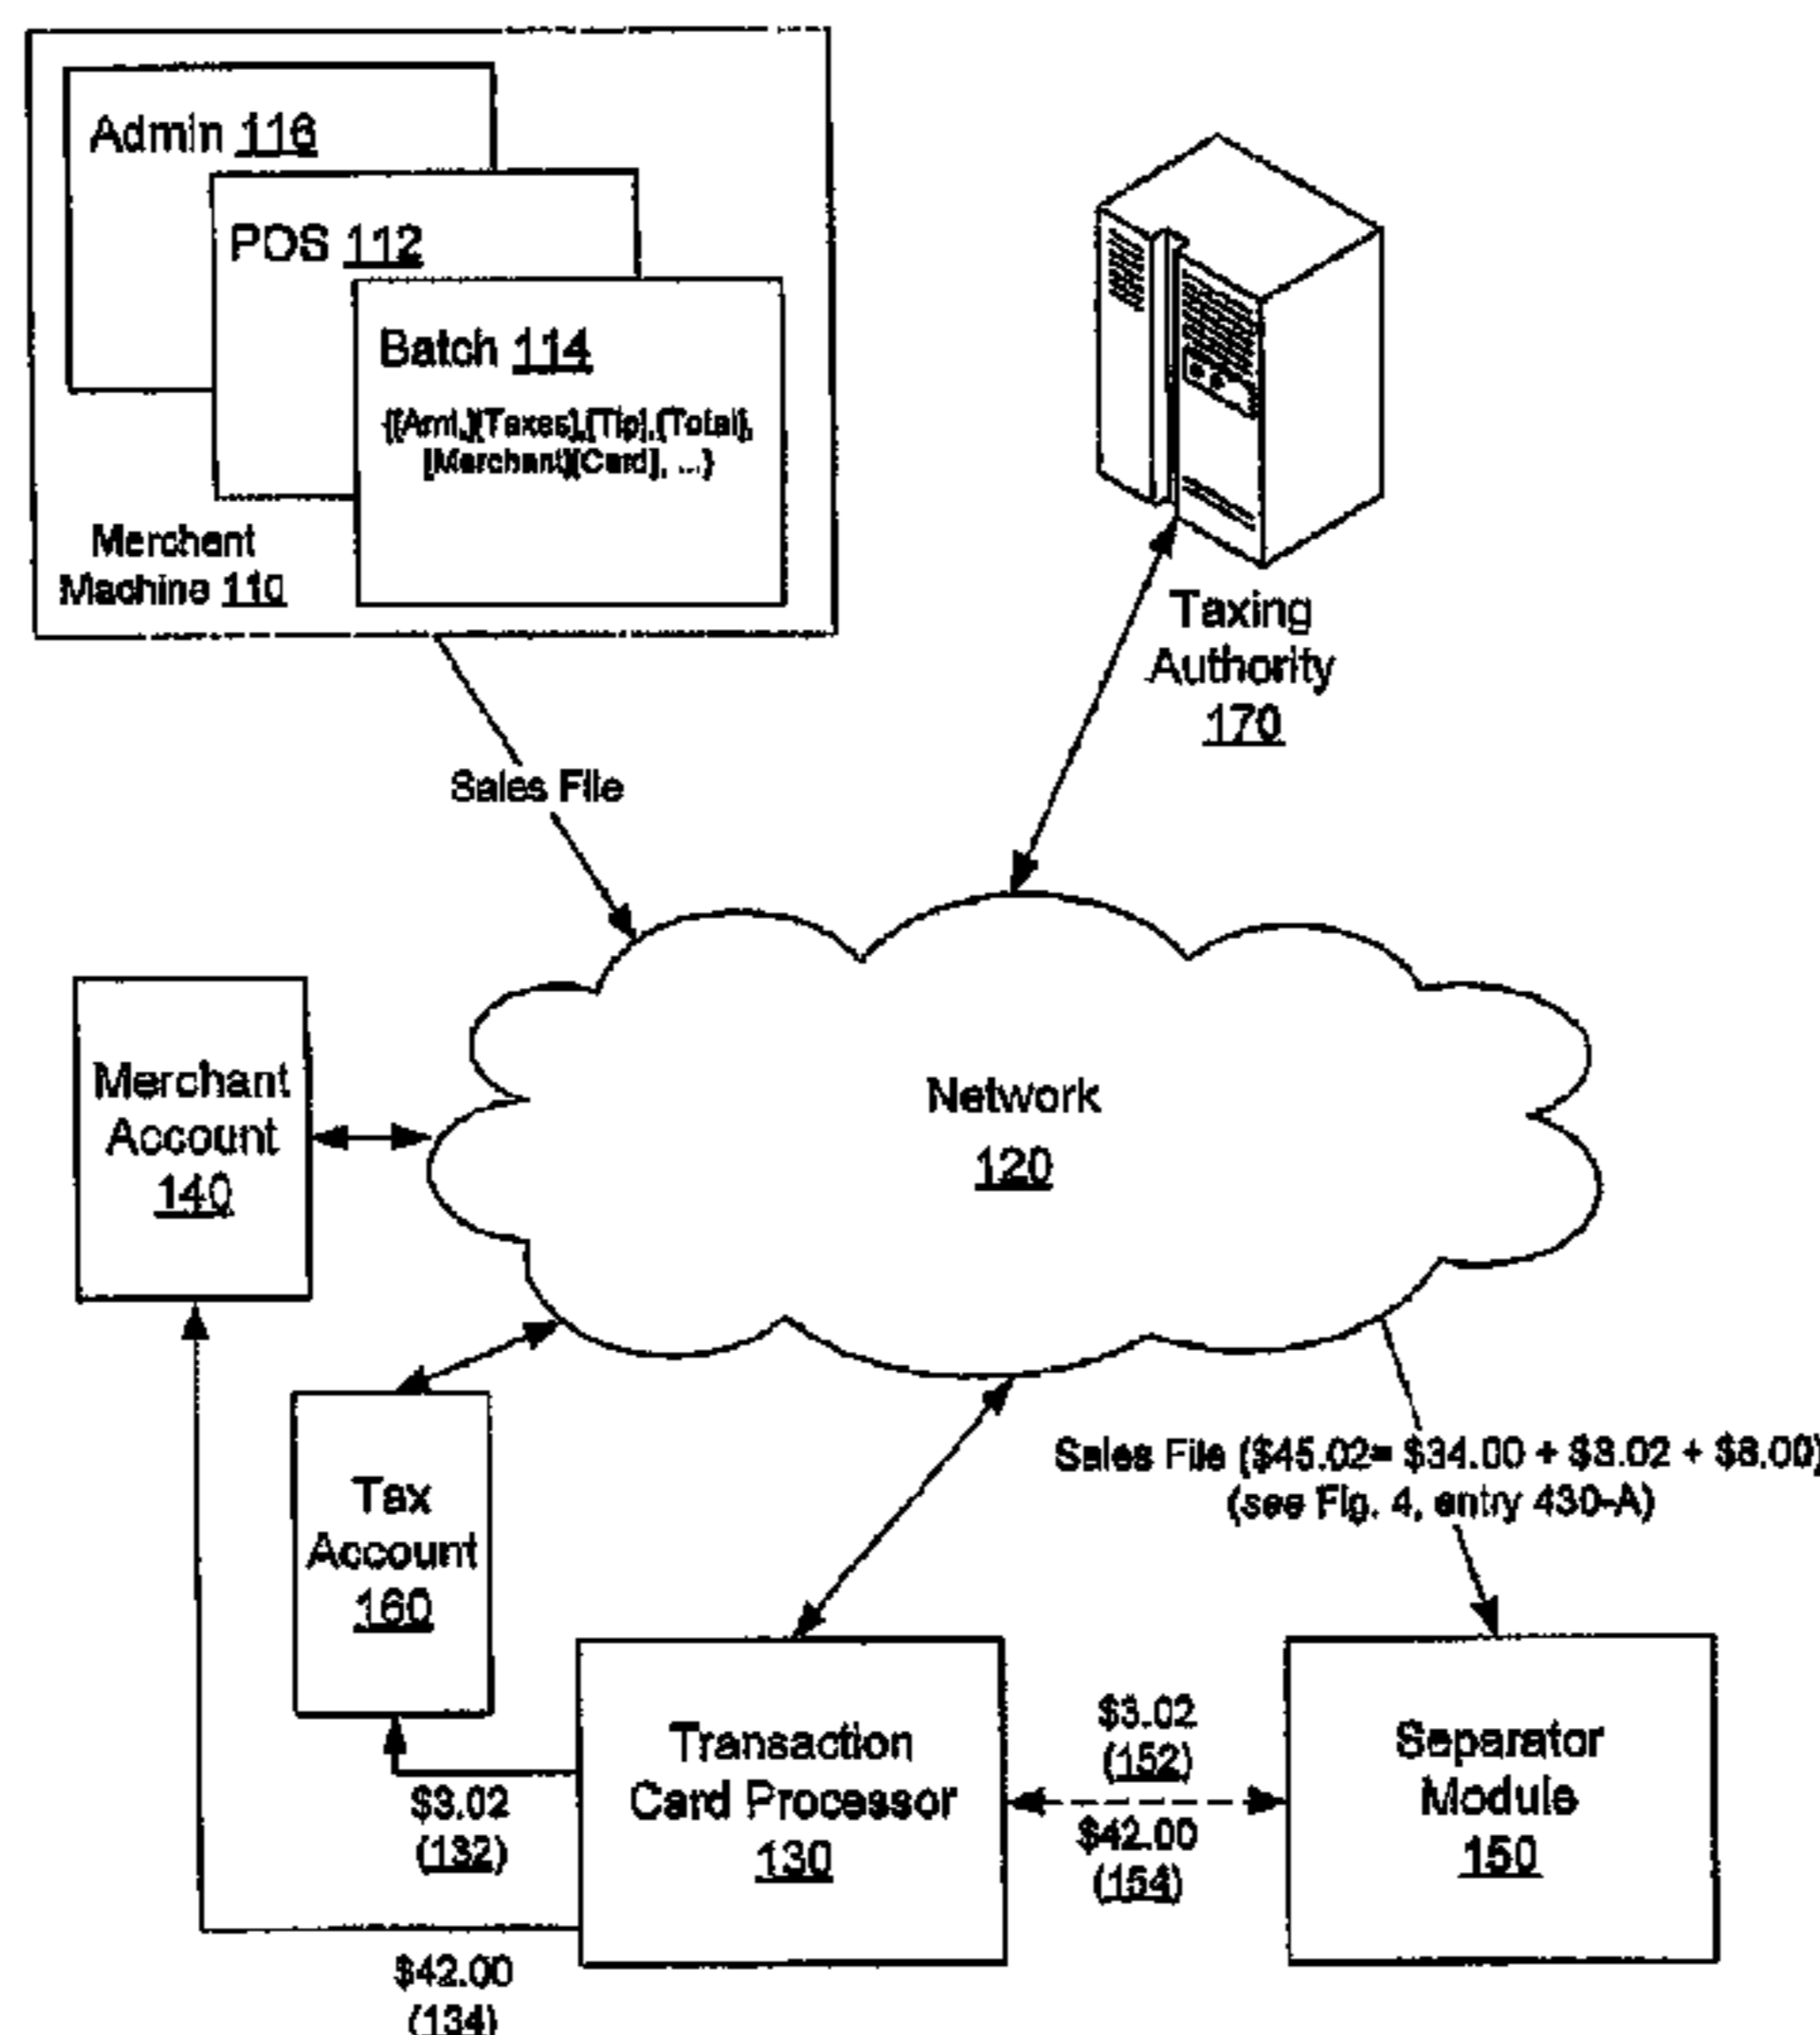 Admin 116
POS 112
Batch 114
{[Amt.][Taxes],[Tip],[Total],
[Merchant][Card], ...}
Merchant
Machine 110
Taxing
Authority
170
Sales File
Merchant
Account
140
Network
120
Sales File ($45.02= $34.00 + $3.02 + $8.00)
(see Fig. 4, entry 430-A)
Tax
Account
160
$3.02
(132)
Transaction
Card Processor
130
$3.02
(152)
$42.00
(154)
Separator
Module
150
$42.00
(134)